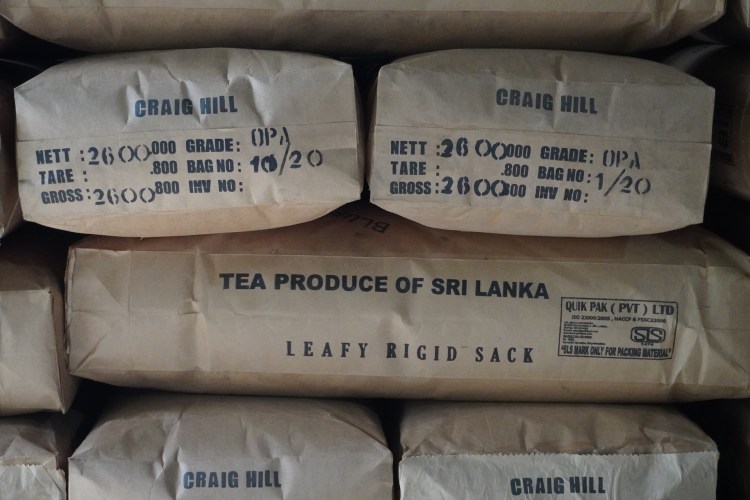 CRAIG HILL
NETT :2600.000 GRADE: OPA
TARE : .800 BAG NO: 10/20
GROSS:2600.800 INV NO:
CRAIG HILL
NETT :2600.000 GRADE: OPA
TARE : .800 BAG NO: 1/20
GROSS:2600.800 INV NO:
TEA PRODUCE OF SRI LANKA
LEAFY RIGID SACK
QUIK PAK ( PVT ) LTD
SLS
"SLS MARK ONLY FOR PACKING MATERIAL"
CRAIG HILL
CRAIG HILL